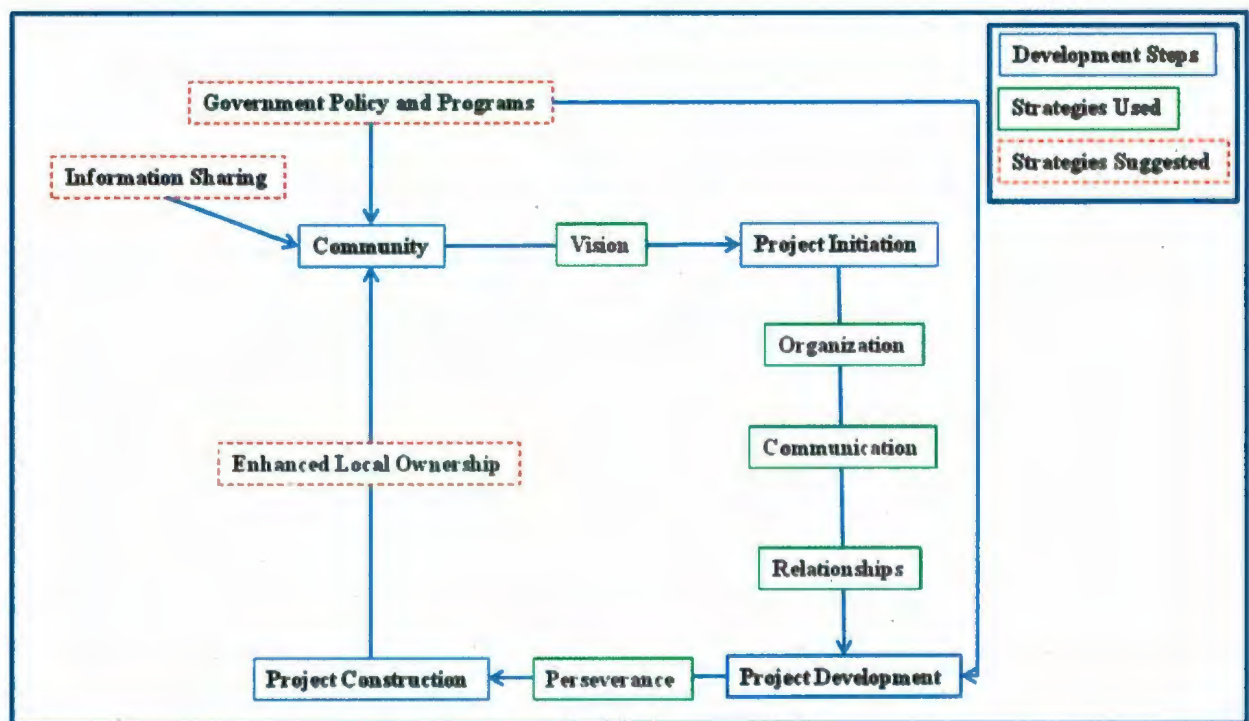 Development Steps
Government Policy and Programs
Strategies Used
Information Sharing
Strategies Suggested
Community
Vision
Project Initiation
Organization
Communication
Enhanced Local Ownership
Relationships
Project Construction
Perseverance
Project Development